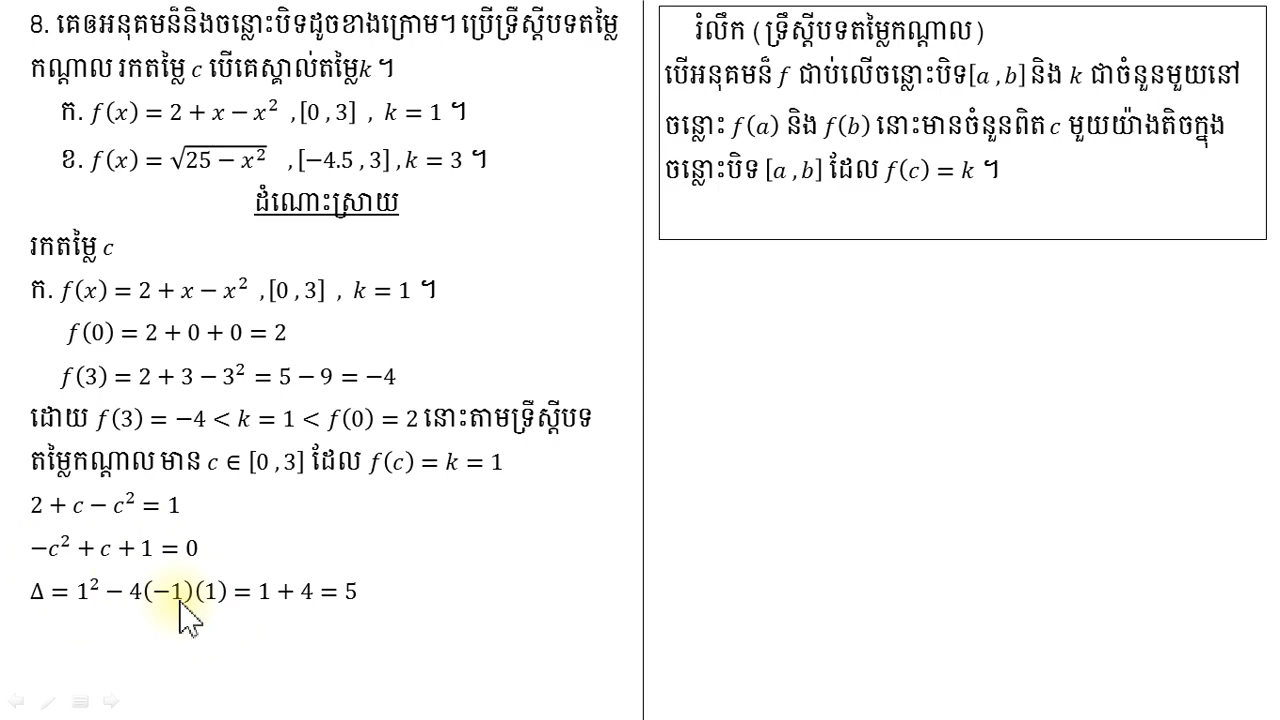 8. គេឲអនុគមន៍និងចន្លោះបិទដូចខាងក្រោម។ ប្រើទ្រឹស្តីបទតម្លៃ
កណ្តាល រកតម្លៃ c បើគេស្គាល់តម្លៃk ។
ក. f(x) = 2 + x − x² , [0 , 3] , k = 1 ។
ខ. f(x) = √(25 − x²) , [−4.5 , 3] , k = 3 ។
ដំណោះស្រាយ
រកតម្លៃ c
ក. f(x) = 2 + x − x² , [0 , 3] , k = 1 ។
f(0) = 2 + 0 + 0 = 2
f(3) = 2 + 3 − 3² = 5 − 9 = −4
ដោយ f(3) = −4 < k = 1 < f(0) = 2 នោះតាមទ្រឹស្តីបទ
តម្លៃកណ្តាល មាន c ∈ [0 , 3] ដែល f(c) = k = 1
2 + c − c² = 1
−c² + c + 1 = 0
Δ = 1² − 4(−1)(1) = 1 + 4 = 5
រំលឹក ( ទ្រឹស្តីបទតម្លៃកណ្តាល )
បើអនុគមន៍ f ជាប់លើចន្លោះបិទ[a , b] និង k ជាចំនួនមួយនៅ
ចន្លោះ f(a) និង f(b) នោះមានចំនួនពិត c មួយយ៉ាងតិចក្នុង
ចន្លោះបិទ [a , b] ដែល f(c) = k ។